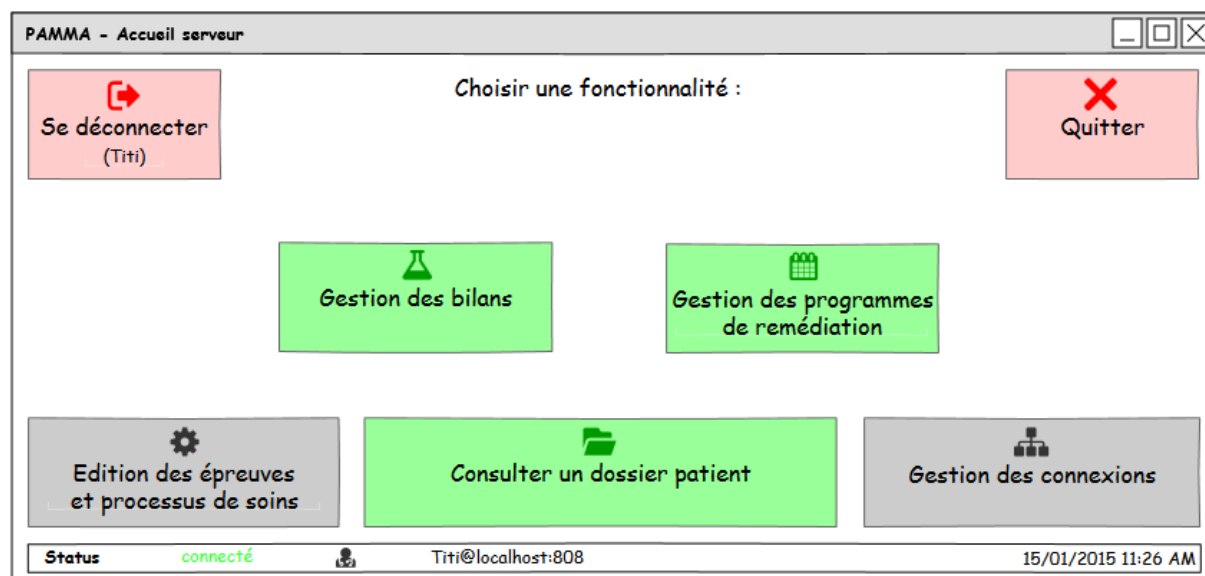 PAMMA - Accueil serveur
Choisir une fonctionnalité :
Se déconnecter
(Titi)
Quitter
Gestion des bilans
Gestion des programmes
de remédiation
Edition des épreuves
et processus de soins
Consulter un dossier patient
Gestion des connexions
Status connecté Titi@localhost:808 15/01/2015 11:26 AM